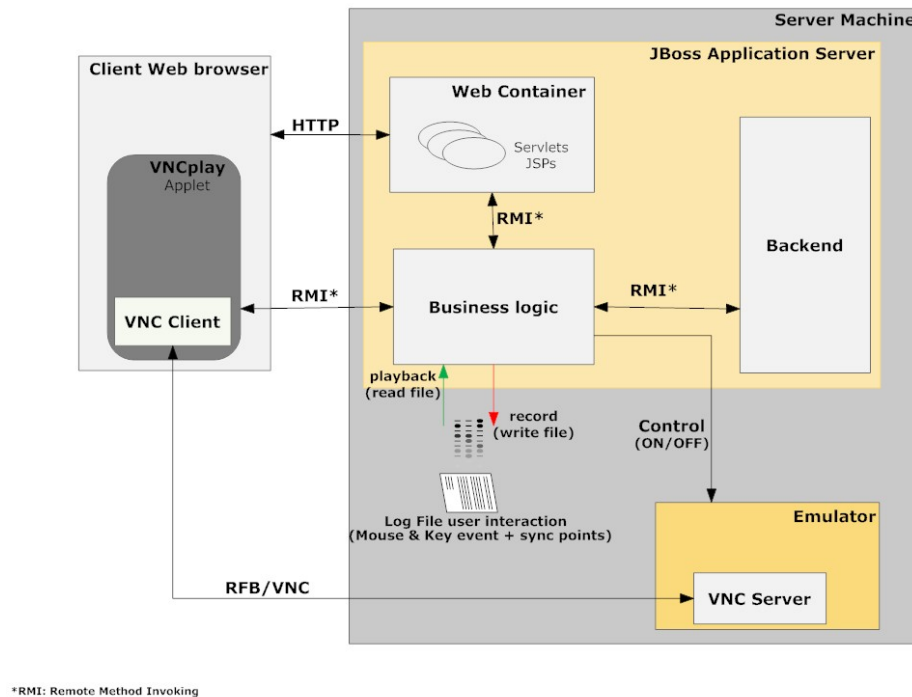 Server Machine
JBoss Application Server
Client Web browser
Web Container
HTTP
Servlets
JSPs
VNCplay
Applet
RMI*
Backend
RMI*
Business logic
RMI*
VNC Client
playback
(read file)
record
(write file)
Control
(ON/OFF)
Log File user interaction
(Mouse & Key event + sync points)
Emulator
RFB/VNC
VNC Server
*RMI: Remote Method Invoking